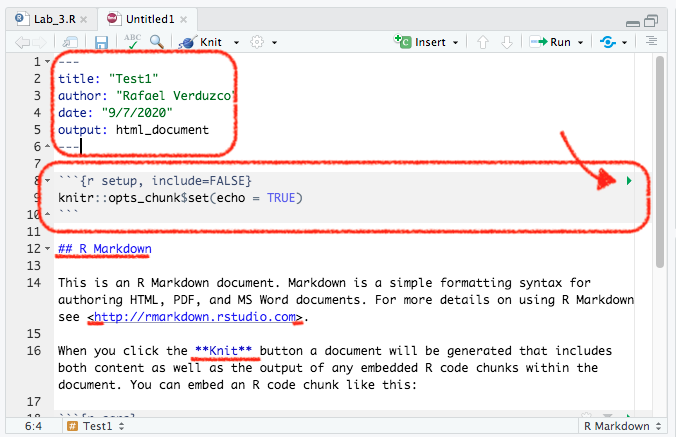 Lab_3.R Untitled1
ABC Knit Insert Run
1 ---
2 title: "Test1"
3 author: "Rafael Verduzco"
4 date: "9/7/2020"
5 output: html_document
6 ---
7
8 ```{r setup, include=FALSE}
9 knitr::opts_chunk$set(echo = TRUE)
10 ```
11
12 ## R Markdown
13
14 This is an R Markdown document. Markdown is a simple formatting syntax for
authoring HTML, PDF, and MS Word documents. For more details on using R Markdown
see <http://rmarkdown.rstudio.com>.
15
16 When you click the **Knit** button a document will be generated that includes
both content as well as the output of any embedded R code chunks within the
document. You can embed an R code chunk like this:
17
6:4 # Test1 R Markdown